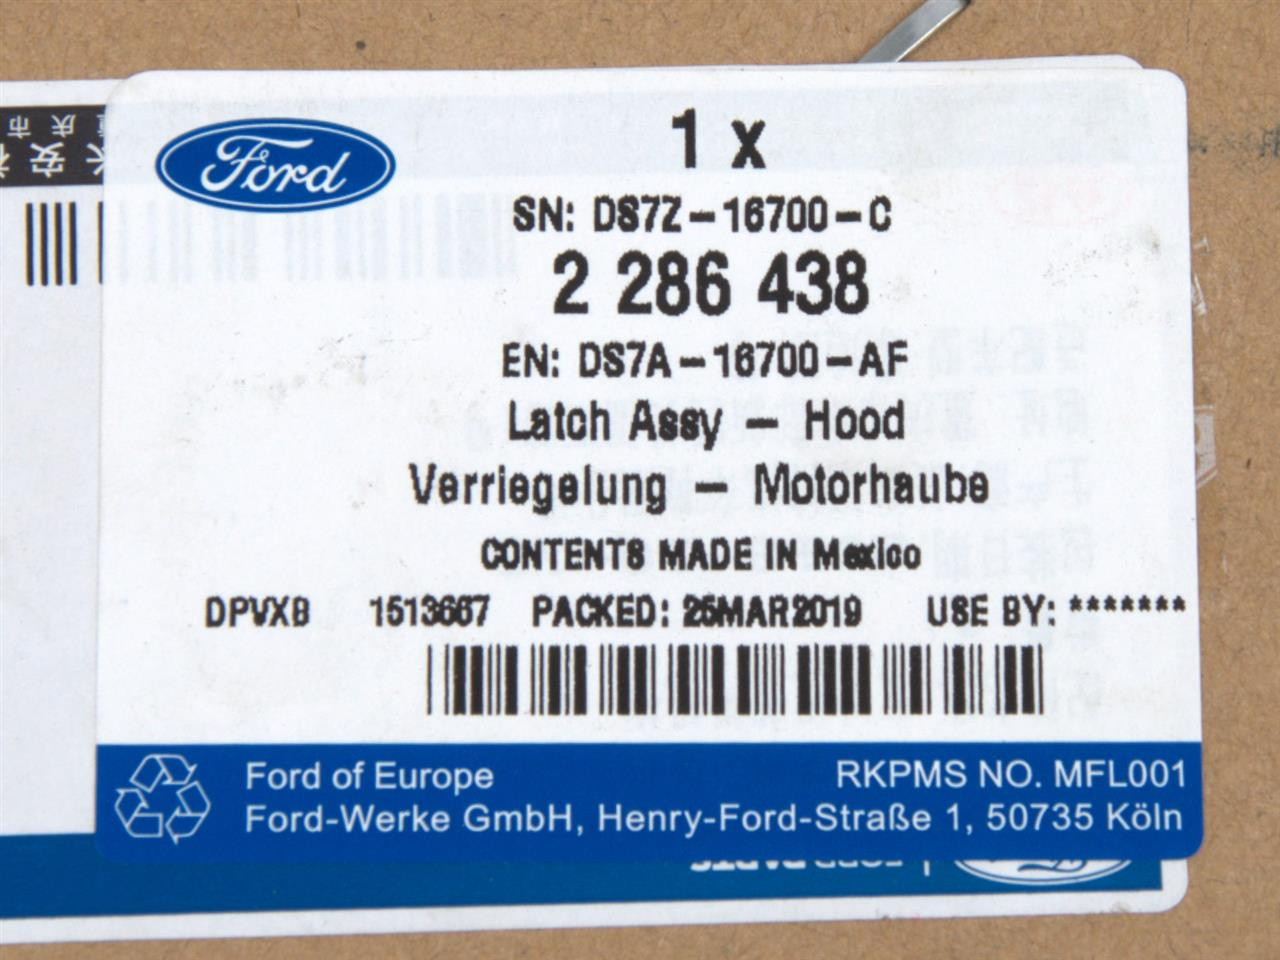 Ford
1 x
SN: DS7Z-16700-C
2 286 438
EN: DS7A-16700-AF
Latch Assy - Hood
Verriegelung - Motorhaube
CONTENTS MADE IN Mexico
DPVXB 1513667 PACKED: 25MAR2019 USE BY: *******
Ford of Europe
RKPMS NO. MFL001
Ford-Werke GmbH, Henry-Ford-Straße 1, 50735 Köln